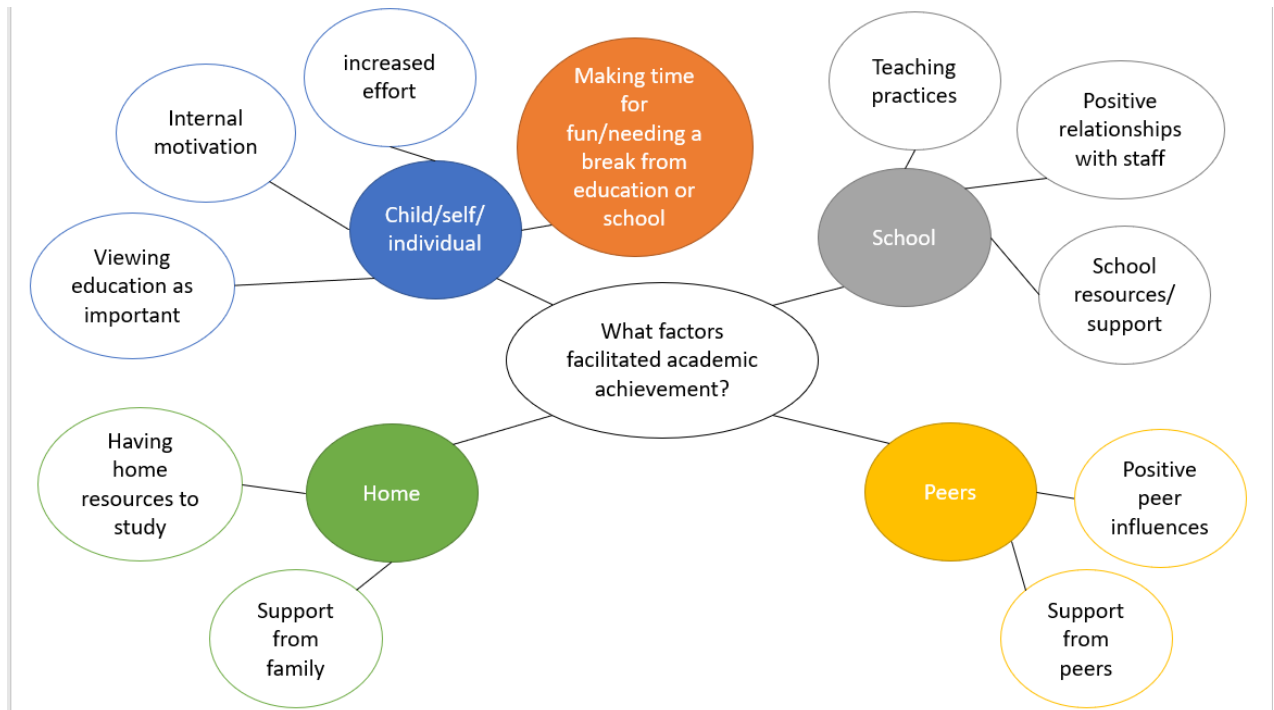 increased
effort
Internal
motivation
Viewing
education as
important
Child/self/
individual
Making time
for
fun/needing a
break from
education or
school
Teaching
practices
Positive
relationships
with staff
School
School
resources/
support
What factors
facilitated academic
achievement?
Having
home
resources to
study
Home
Support
from
family
Peers
Positive
peer
influences
Support
from
peers